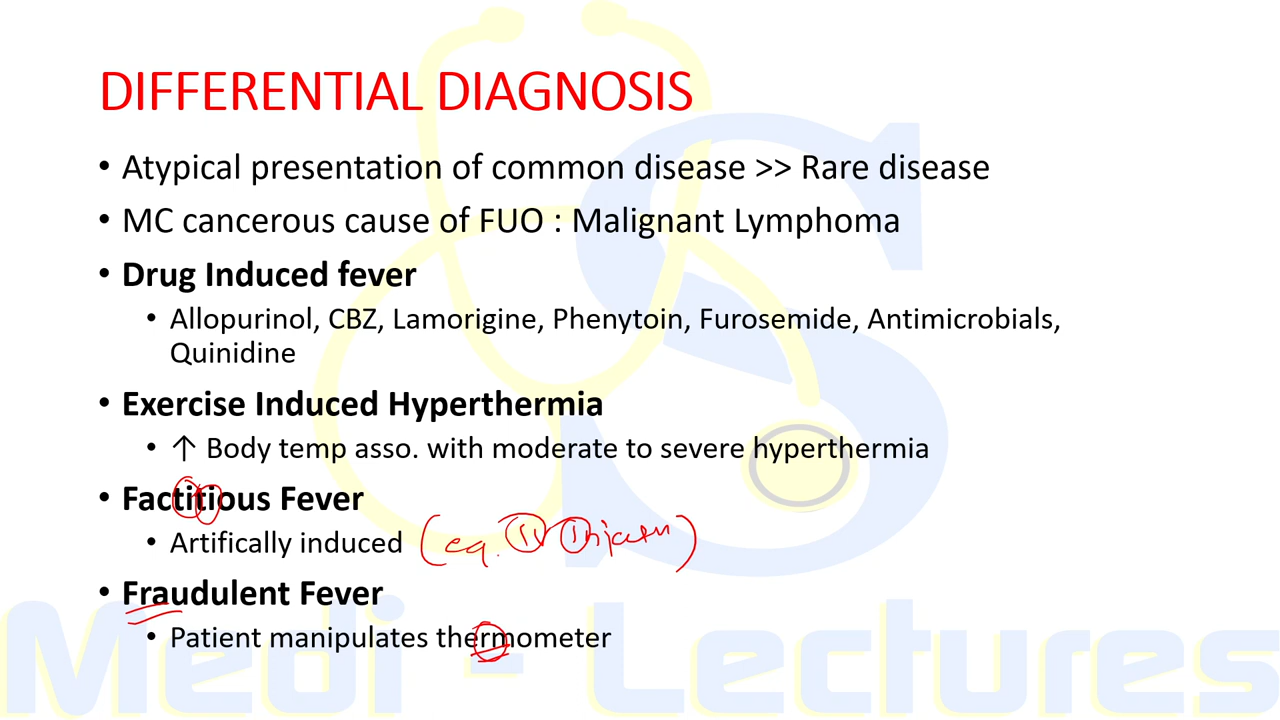 DIFFERENTIAL DIAGNOSIS
• Atypical presentation of common disease >> Rare disease
• MC cancerous cause of FUO : Malignant Lymphoma
• Drug Induced fever
• Allopurinol, CBZ, Lamorigine, Phenytoin, Furosemide, Antimicrobials,
Quinidine
• Exercise Induced Hyperthermia
• ↑ Body temp asso. with moderate to severe hyperthermia
• Factitious Fever
• Artifically induced (eg. IV Injection)
• Fraudulent Fever
• Patient manipulates thermometer
Medi - Lectures